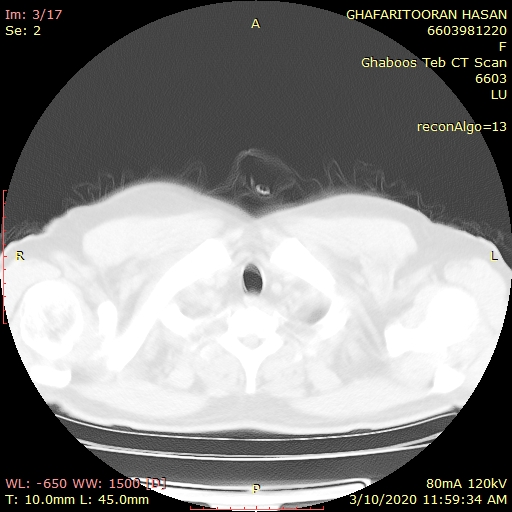 Im: 3/17
Se: 2
A
GHAFARITOORAN HASAN
6603981220
F
Ghaboos Teb CT Scan
6603
LU
reconAlgo=13
R
L
WL: -650 WW: 1500 [D]
T: 10.0mm L: 45.0mm
P
80mA 120kV
3/10/2020 11:59:34 AM